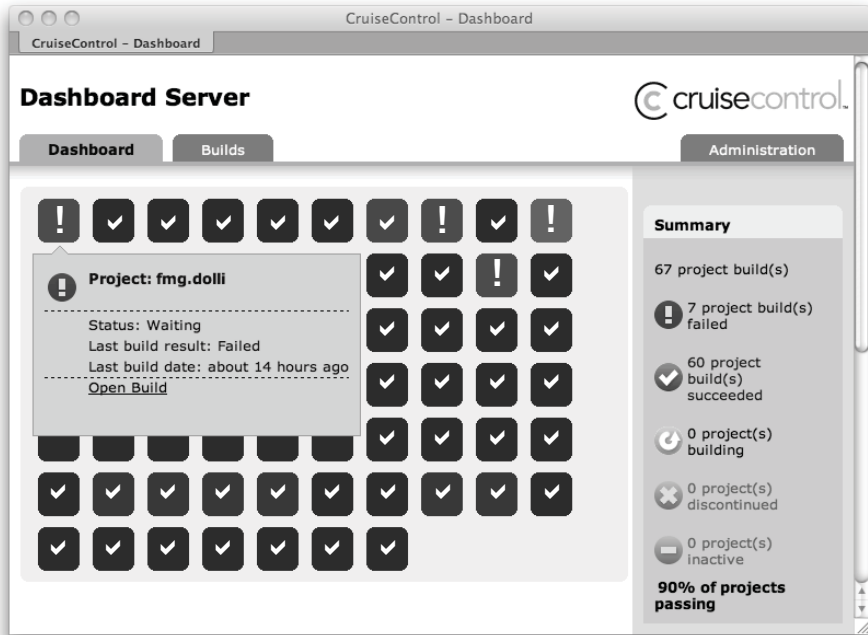 CruiseControl – Dashboard
CruiseControl – Dashboard
Dashboard Server
cruisecontrol™
Dashboard
Builds
Administration
Project: fmg.dolli
Status: Waiting
Last build result: Failed
Last build date: about 14 hours ago
Open Build
Summary
67 project build(s)
7 project build(s)
failed
60 project
build(s)
succeeded
0 project(s)
building
0 project(s)
discontinued
0 project(s)
inactive
90% of projects
passing